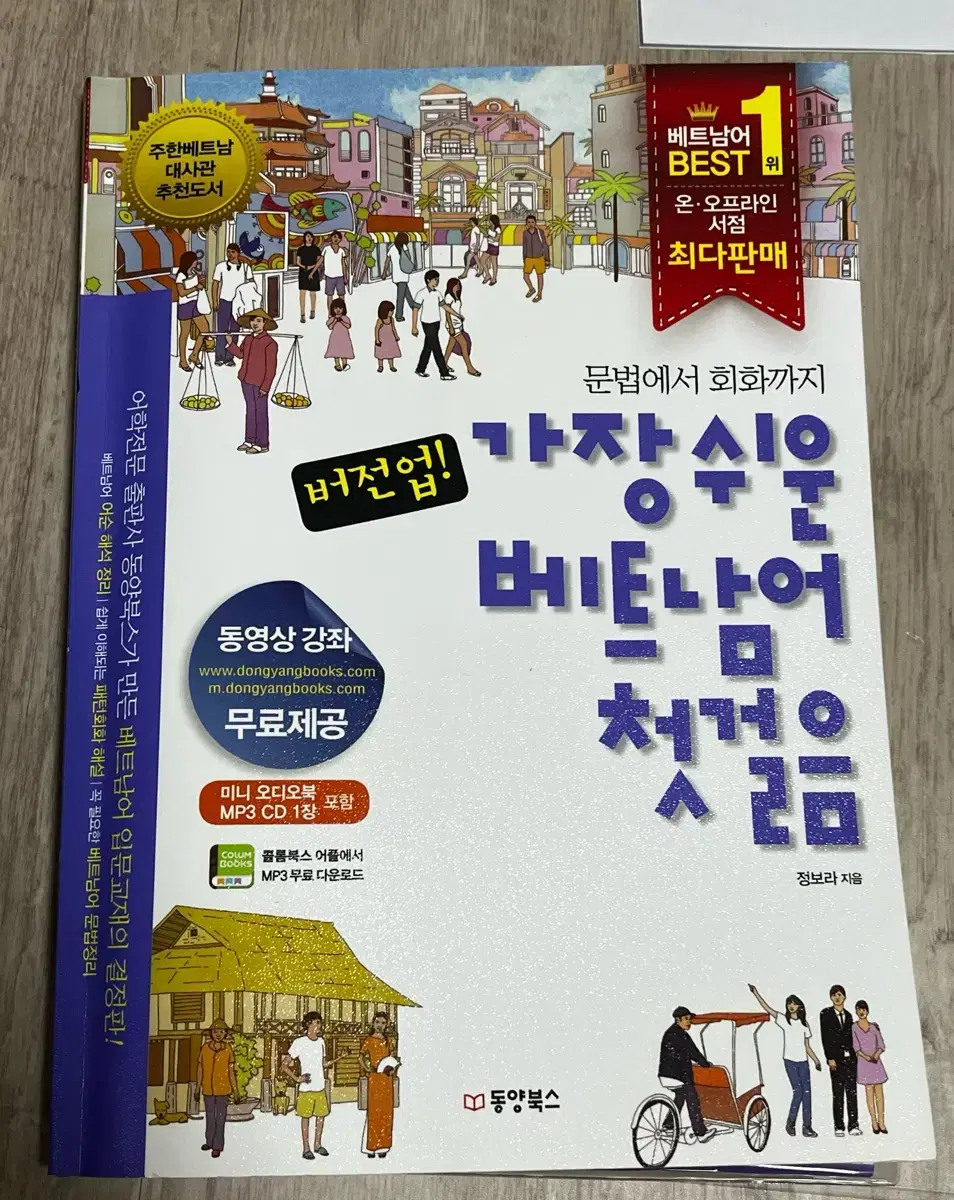 주한베트남
대사관
추천도서
베트남어
BEST
1위
온·오프라인
서점
최다판매
문법에서 회화까지
버전업!
가장 쉬운
베트남어
첫걸음
정보라 지음
동영상 강좌
www.dongyangbooks.com
m.dongyangbooks.com
무료제공
미니 오디오북
MP3 CD 1장 포함
COLUM
BOOKS
콜롬북스 어플에서
MP3 무료 다운로드
어학전문 출판사 동양북스가 만든 베트남어 입문교재의 결정판!
베트남어 어순 해석 정리 | 쉽게 이해되는 패턴회화 해설 | 꼭 필요한 베트남어 문법정리
동양북스